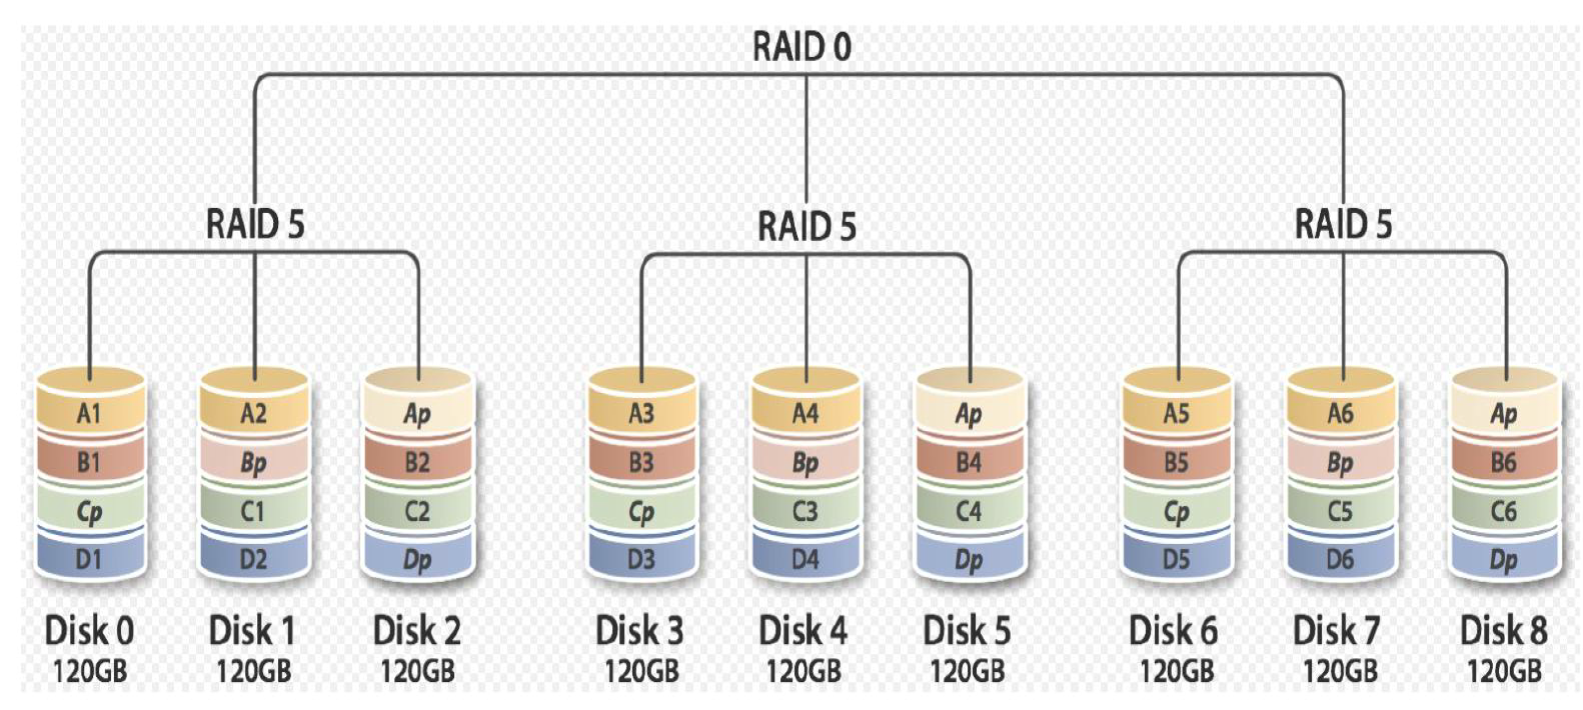 RAID 0
RAID 5 RAID 5 RAID 5
A1 A2 Ap A3 A4 Ap A5 A6 Ap
B1 Bp B2 B3 Bp B4 B5 Bp B6
Cp C1 C2 Cp C3 C4 Cp C5 C6
D1 D2 Dp D3 D4 Dp D5 D6 Dp
Disk 0 Disk 1 Disk 2 Disk 3 Disk 4 Disk 5 Disk 6 Disk 7 Disk 8
120GB 120GB 120GB 120GB 120GB 120GB 120GB 120GB 120GB